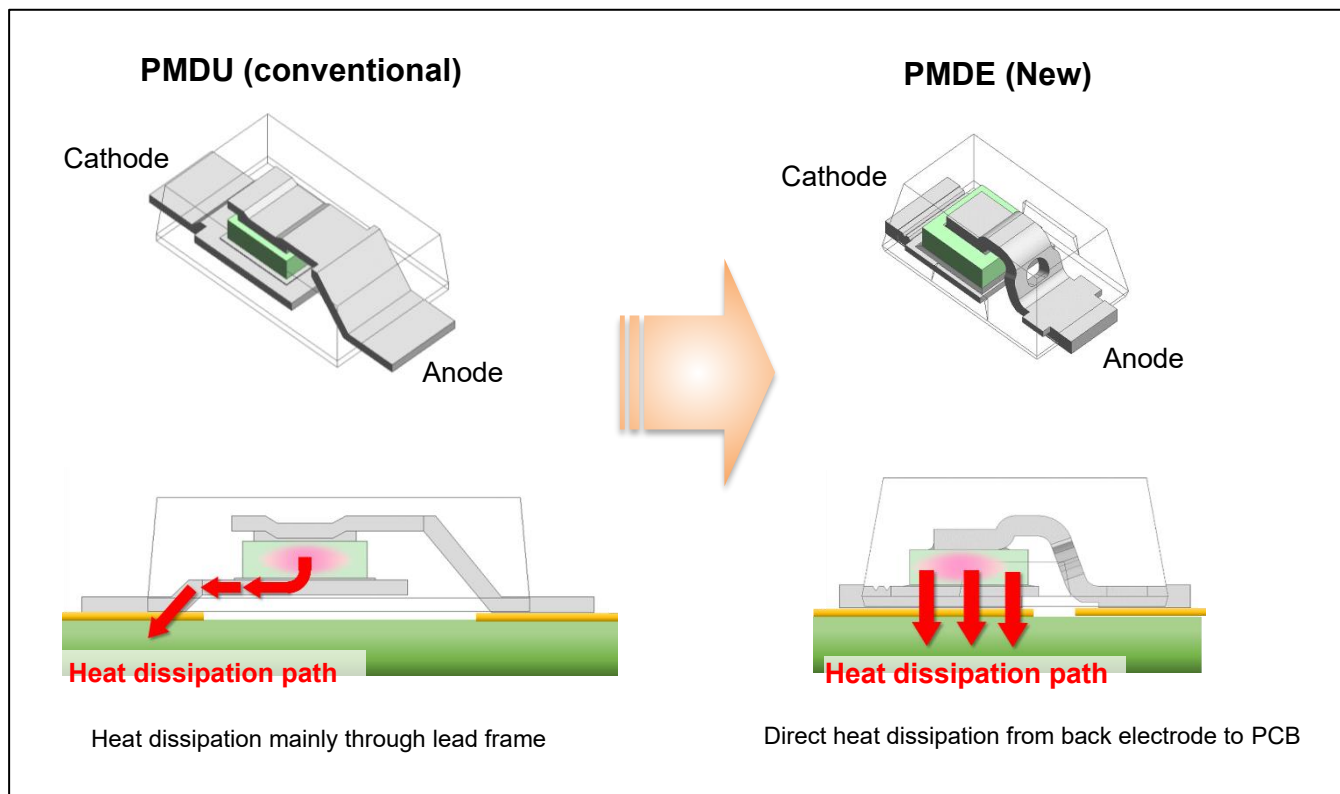 PMDU (conventional)
PMDE (New)
Cathode
Anode
Cathode
Anode
Heat dissipation path
Heat dissipation mainly through lead frame
Heat dissipation path
Direct heat dissipation from back electrode to PCB